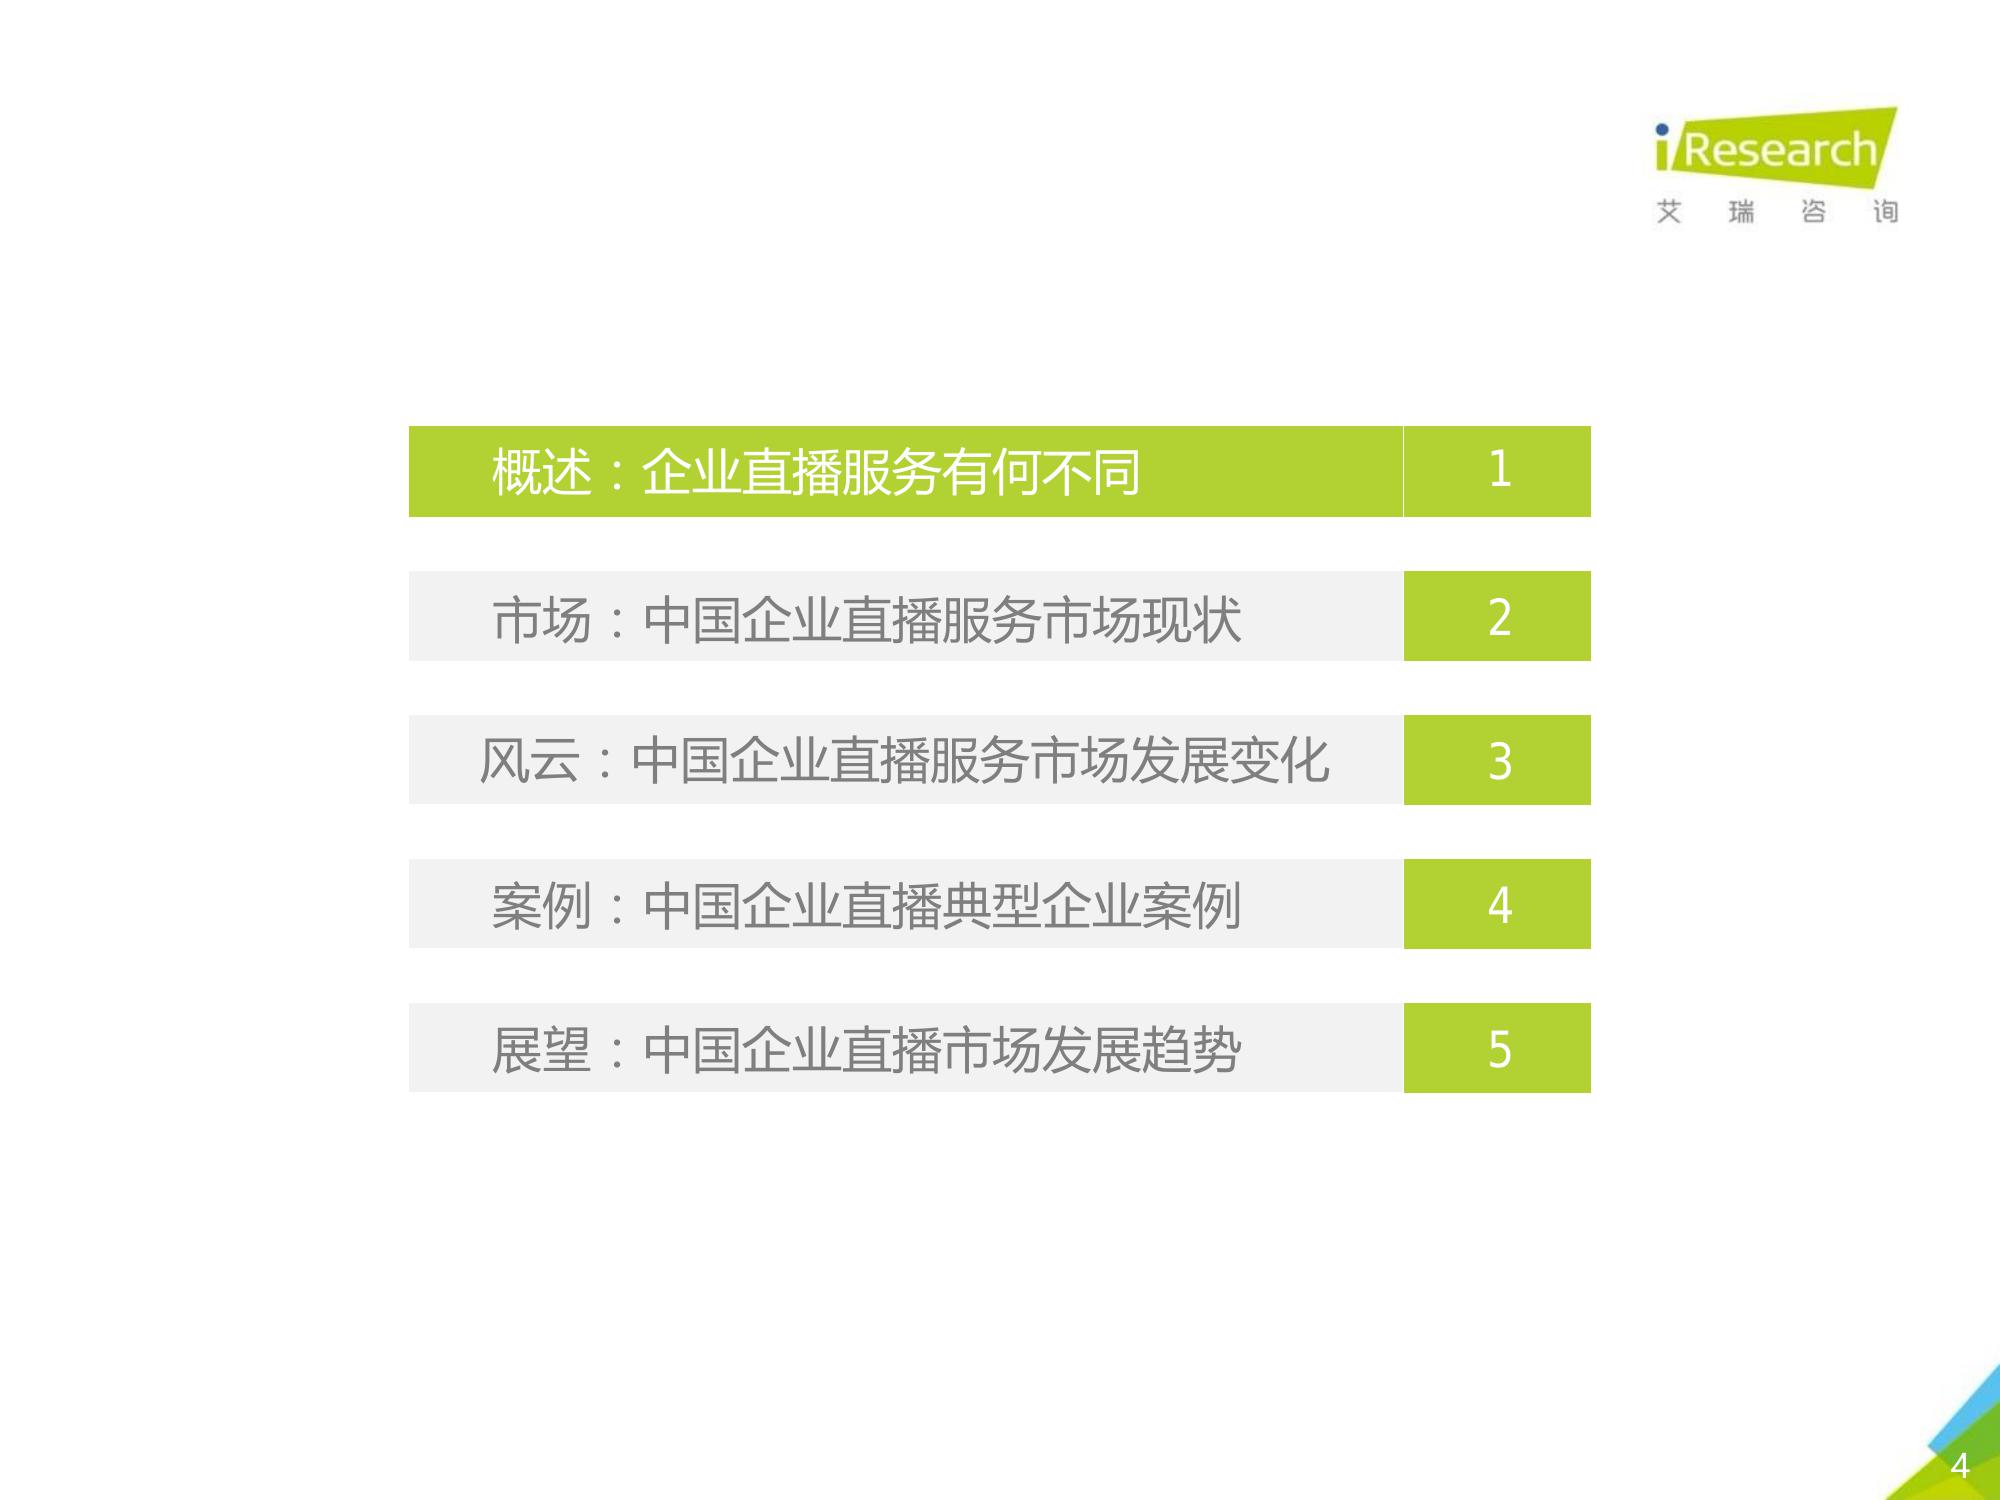 iResearch
艾瑞咨询
概述：企业直播服务有何不同 1
市场：中国企业直播服务市场现状 2
风云：中国企业直播服务市场发展变化 3
案例：中国企业直播典型企业案例 4
展望：中国企业直播市场发展趋势 5
4